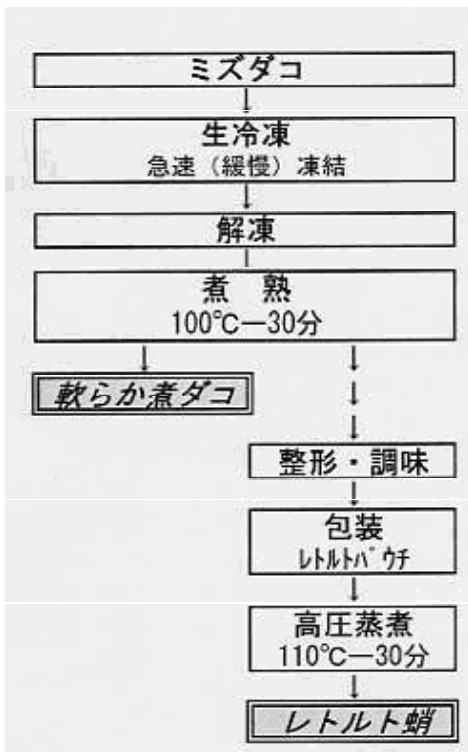 ミズダコ
↓
生冷凍
急速（緩慢）凍結
↓
解凍
煮 熟
100℃―30分
↓ ↓
軟らか煮ダコ
↓
↓
整形・調味
↓
包装
ﾚﾄﾙﾄﾊﾟｳﾁ
↓
高圧蒸煮
110℃―30分
↓
レトルト蛸